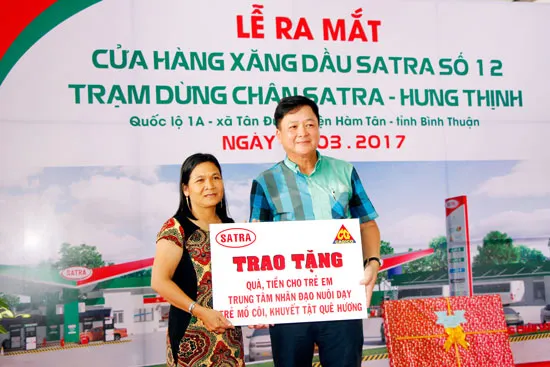 LỄ RA MẮT
CỬA HÀNG XĂNG DẦU SATRA SỐ 12
TRẠM DỪNG CHÂN SATRA - HƯNG THỊNH
Quốc lộ 1A - xã Tân Hàm Tân - tỉnh Bình Thuận
NGÀY 03.2017
SATRA
TRAO TẶNG
QUÀ, TIỀN CHO TRẺ EM
TRUNG TÂM NHÂN ĐẠO NUÔI DẠY
TRẺ MỒ CÔI, KHUYẾT TẬT QUÊ HƯƠNG